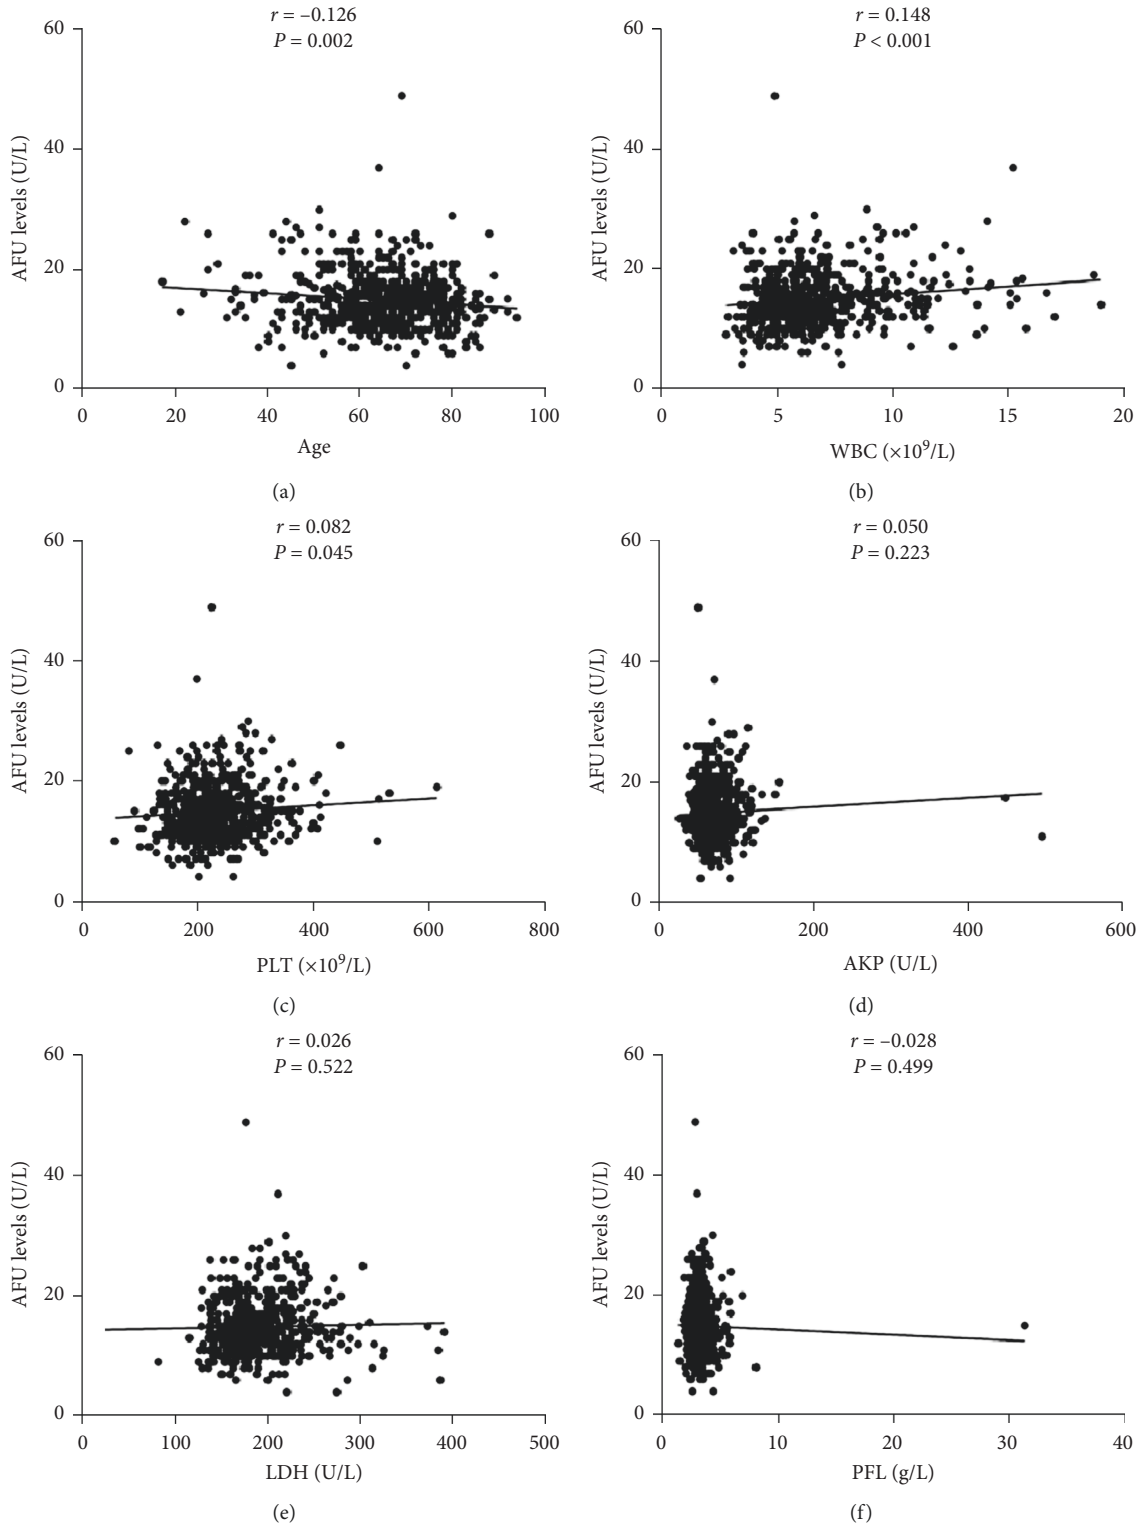 r = –0.126
P = 0.002
60
40
20
0
AFU levels (U/L)
0 20 40 60 80 100
Age
(a)
r = 0.148
P < 0.001
60
40
20
0
AFU levels (U/L)
0 5 10 15 20
WBC (×10⁹/L)
(b)
r = 0.082
P = 0.045
60
40
20
0
AFU levels (U/L)
0 200 400 600 800
PLT (×10⁹/L)
(c)
r = 0.050
P = 0.223
60
40
20
0
AFU levels (U/L)
0 200 400 600
AKP (U/L)
(d)
r = 0.026
P = 0.522
60
40
20
0
AFU levels (U/L)
0 100 200 300 400 500
LDH (U/L)
(e)
r = –0.028
P = 0.499
60
40
20
0
AFU levels (U/L)
0 10 20 30 40
PFL (g/L)
(f)